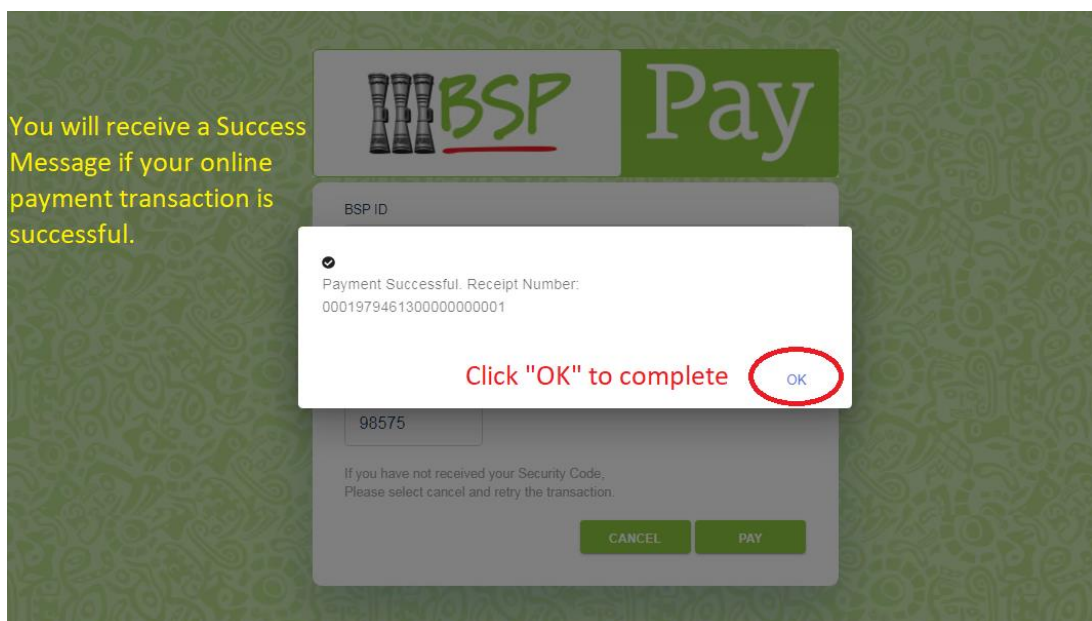 BSP Pay
You will receive a Success
Message if your online
payment transaction is
successful.
BSP ID
Payment Successful. Receipt Number:
0001979461300000000001
Click "OK" to complete
OK
98575
If you have not received your Security Code,
Please select cancel and retry the transaction.
CANCEL PAY